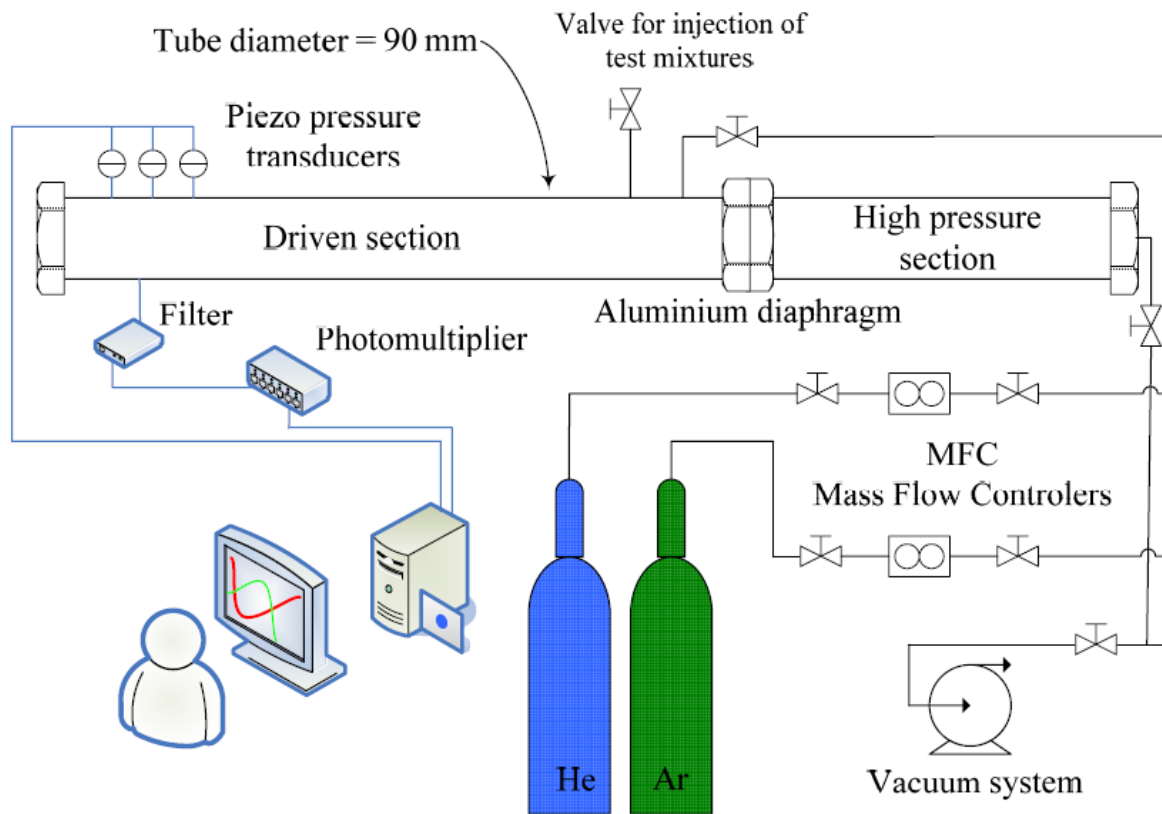 Tube diameter = 90 mm
Valve for injection of
test mixtures
Piezo pressure
transducers
Driven section
High pressure
section
Aluminium diaphragm
Filter
Photomultiplier
MFC
Mass Flow Controlers
He
Ar
Vacuum system